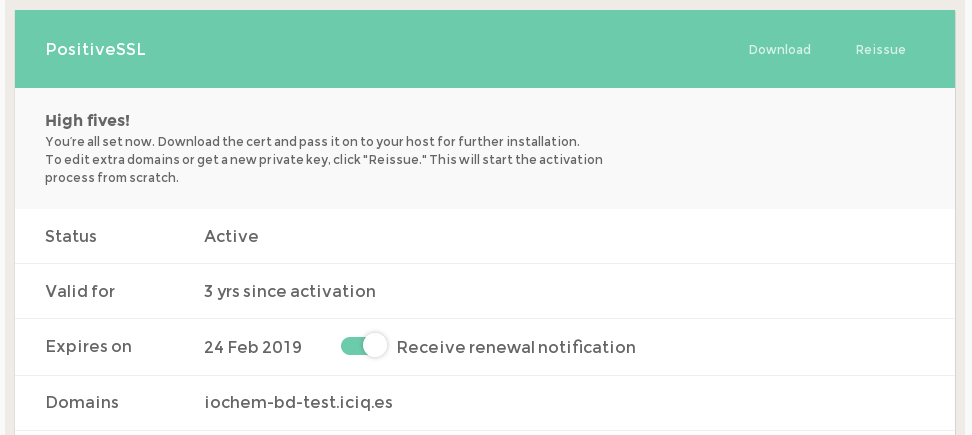 PositiveSSL Download Reissue
High fives!
You're all set now. Download the cert and pass it on to your host for further installation.
To edit extra domains or get a new private key, click "Reissue." This will start the activation
process from scratch.
Status Active
Valid for 3 yrs since activation
Expires on 24 Feb 2019 Receive renewal notification
Domains iochem-bd-test.iciq.es